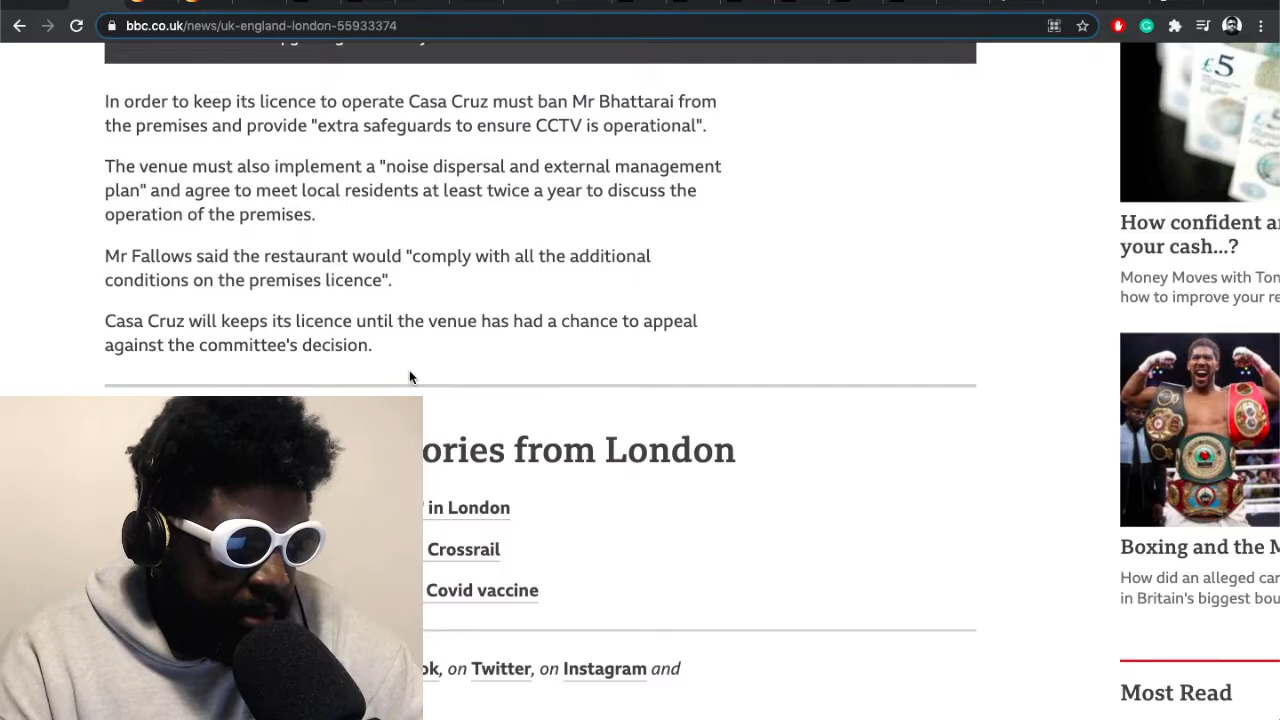 bbc.co.uk/news/uk-england-london-55933374
In order to keep its licence to operate Casa Cruz must ban Mr Bhattarai from
the premises and provide "extra safeguards to ensure CCTV is operational".
The venue must also implement a "noise dispersal and external management
plan" and agree to meet local residents at least twice a year to discuss the
operation of the premises.
Mr Fallows said the restaurant would "comply with all the additional
conditions on the premises licence".
Casa Cruz will keeps its licence until the venue has had a chance to appeal
against the committee's decision.
ories from London
in London
Crossrail
Covid vaccine
ok, on Twitter, on Instagram and
£5
How confident a
your cash...?
Money Moves with Ton
how to improve your re
Boxing and the M
How did an alleged car
in Britain's biggest bou
Most Read